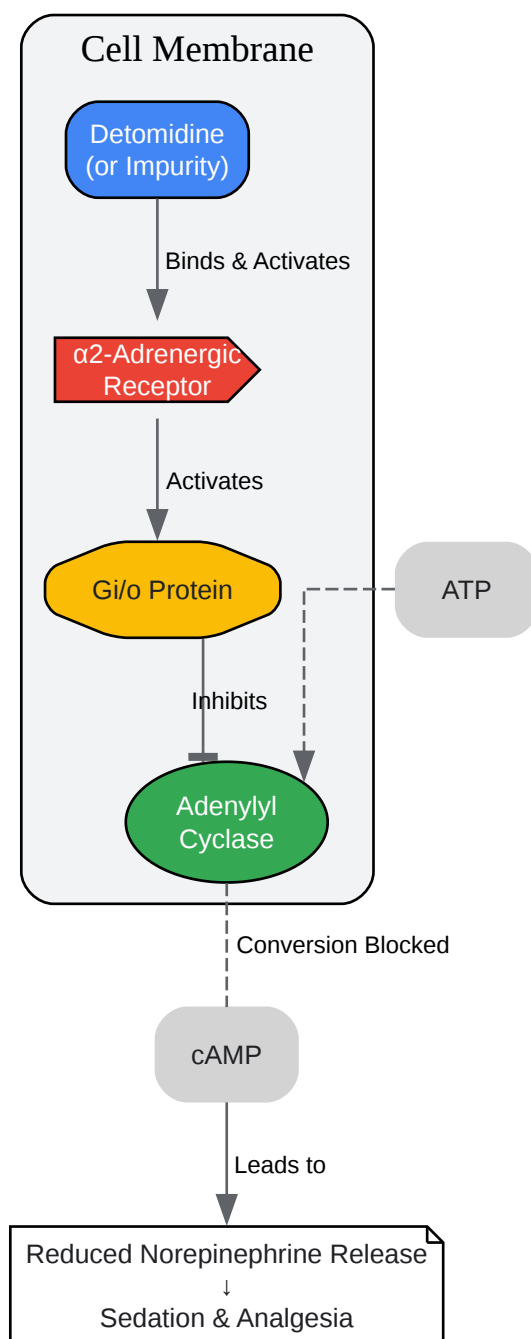 Cell Membrane
Detomidine
(or Impurity)
Binds & Activates
α2-Adrenergic
Receptor
Activates
Gi/o Protein
ATP
Inhibits
Adenylyl
Cyclase
Conversion Blocked
cAMP
Leads to
Reduced Norepinephrine Release
↓
Sedation & Analgesia